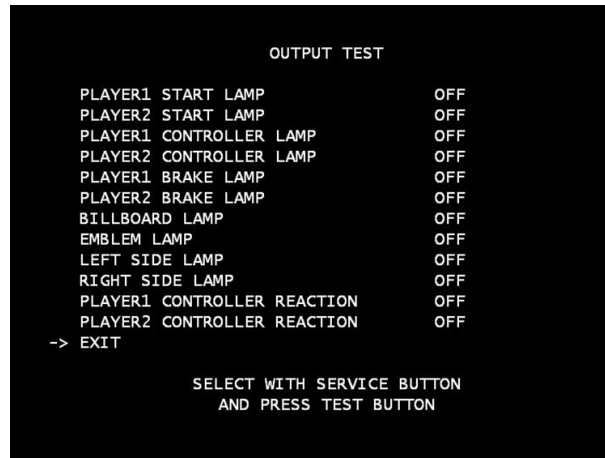 OUTPUT TEST
PLAYER1 START LAMP OFF
PLAYER2 START LAMP OFF
PLAYER1 CONTROLLER LAMP OFF
PLAYER2 CONTROLLER LAMP OFF
PLAYER1 BRAKE LAMP OFF
PLAYER2 BRAKE LAMP OFF
BILLBOARD LAMP OFF
EMBLEM LAMP OFF
LEFT SIDE LAMP OFF
RIGHT SIDE LAMP OFF
PLAYER1 CONTROLLER REACTION OFF
PLAYER2 CONTROLLER REACTION OFF
-> EXIT
SELECT WITH SERVICE BUTTON
AND PRESS TEST BUTTON